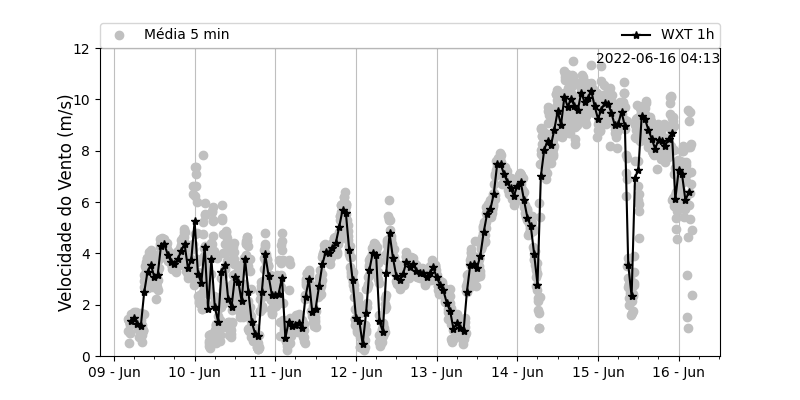 Média 5 min
WXT 1h
2022-06-16 04:13
Velocidade do Vento (m/s)
12
10
8
6
4
2
0
09 - Jun
10 - Jun
11 - Jun
12 - Jun
13 - Jun
14 - Jun
15 - Jun
16 - Jun